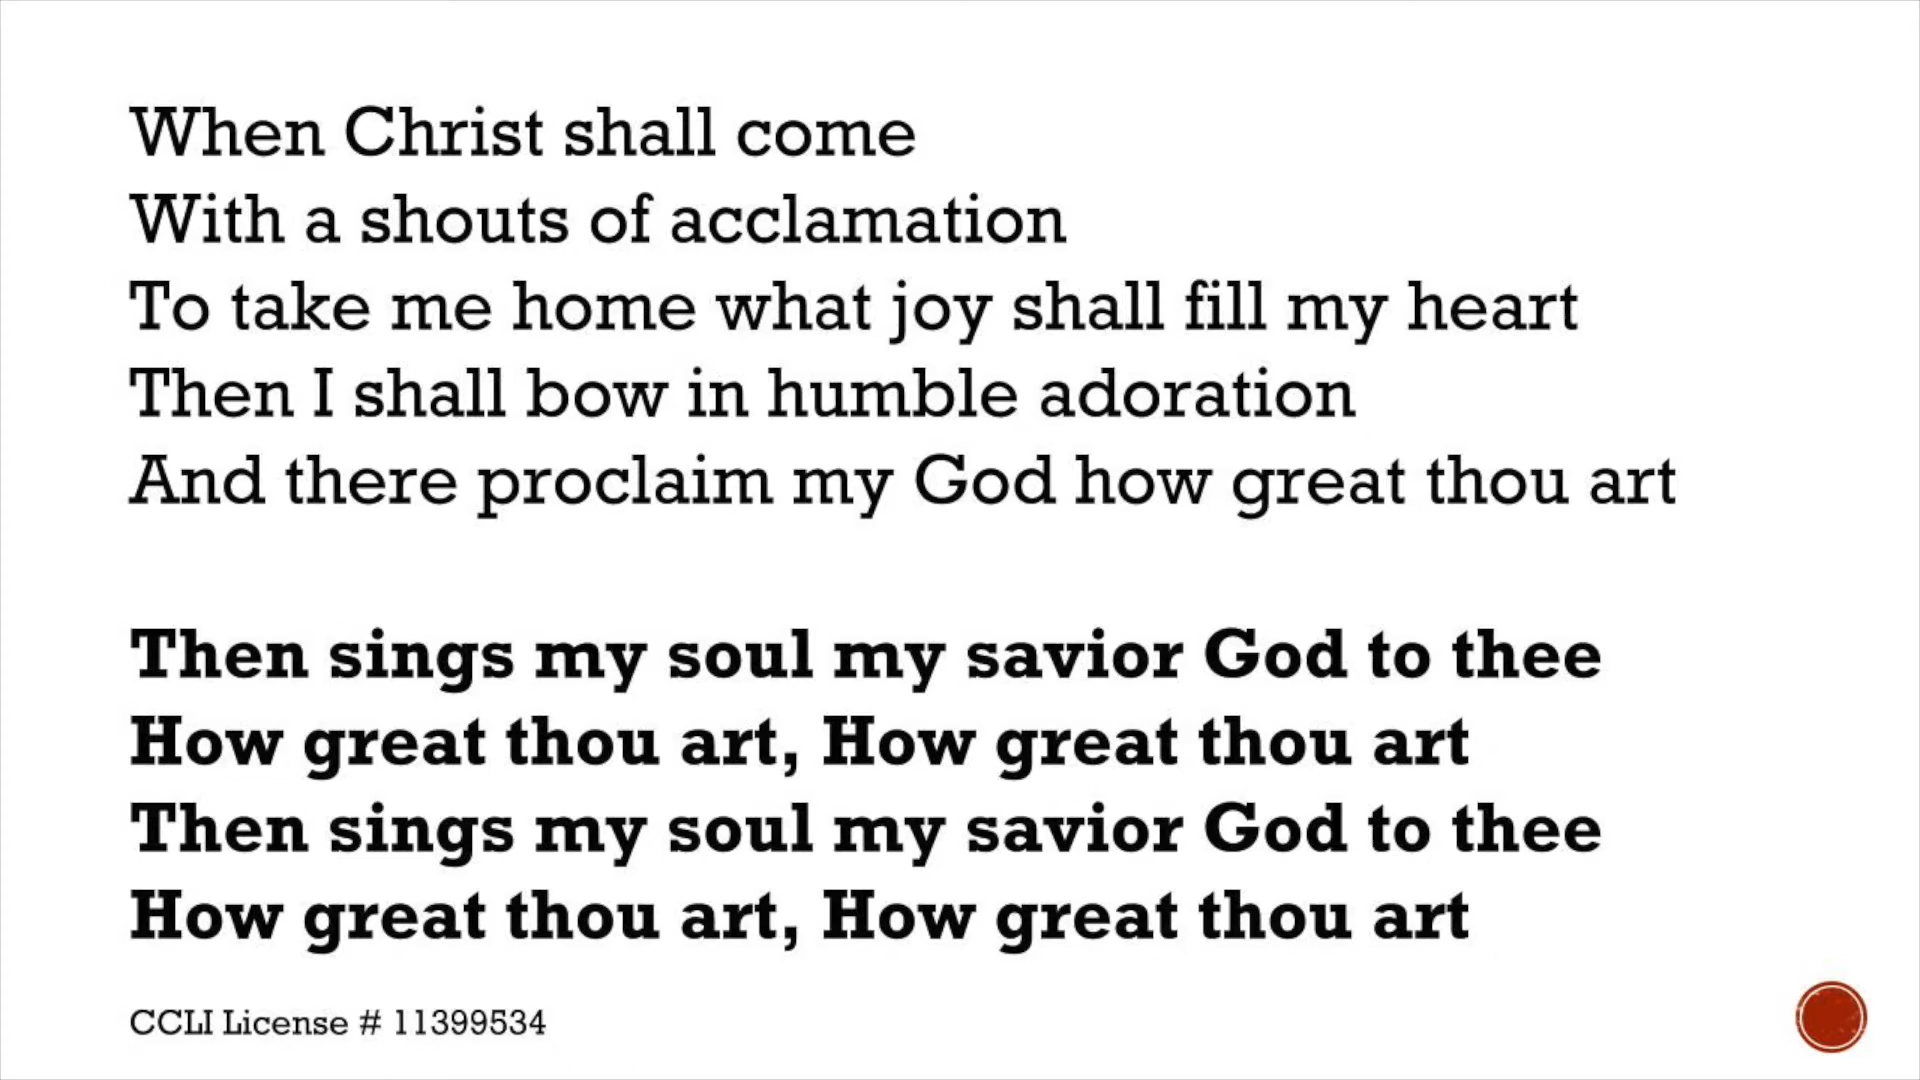 When Christ shall come
With a shouts of acclamation
To take me home what joy shall fill my heart
Then I shall bow in humble adoration
And there proclaim my God how great thou art
Then sings my soul my savior God to thee
How great thou art, How great thou art
Then sings my soul my savior God to thee
How great thou art, How great thou art
CCLI License # 11399534